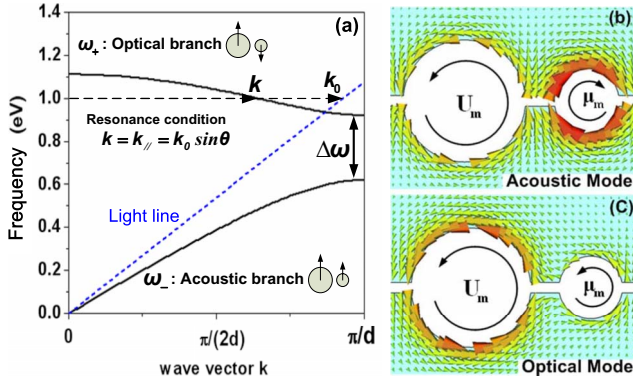 (a)
ω₊ : Optical branch
k
k₀
Resonance condition
k = k∥ = k₀ sinθ
Δω
Light line
ω₋ : Acoustic branch
Frequency (eV)
1.4
1.2
1.0
0.8
0.6
0.4
0.2
0.0
0
π/(2d)
π/d
wave vector k
(b)
Uₘ
μₘ
Acoustic Mode
(C)
Uₘ
μₘ
Optical Mode